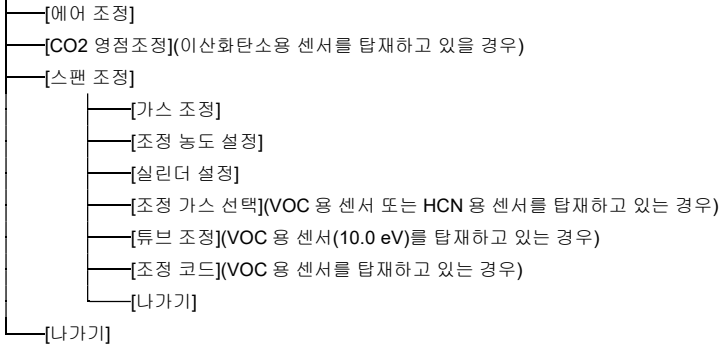 [에어 조정]
[CO2 영점조정](이산화탄소용 센서를 탑재하고 있을 경우)
[스팬 조정]
[가스 조정]
[조정 농도 설정]
[실린더 설정]
[조정 가스 선택](VOC 용 센서 또는 HCN 용 센서를 탑재하고 있는 경우)
[튜브 조정](VOC 용 센서(10.0 eV)를 탑재하고 있는 경우)
[조정 코드](VOC 용 센서를 탑재하고 있는 경우)
[나가기]
[나가기]